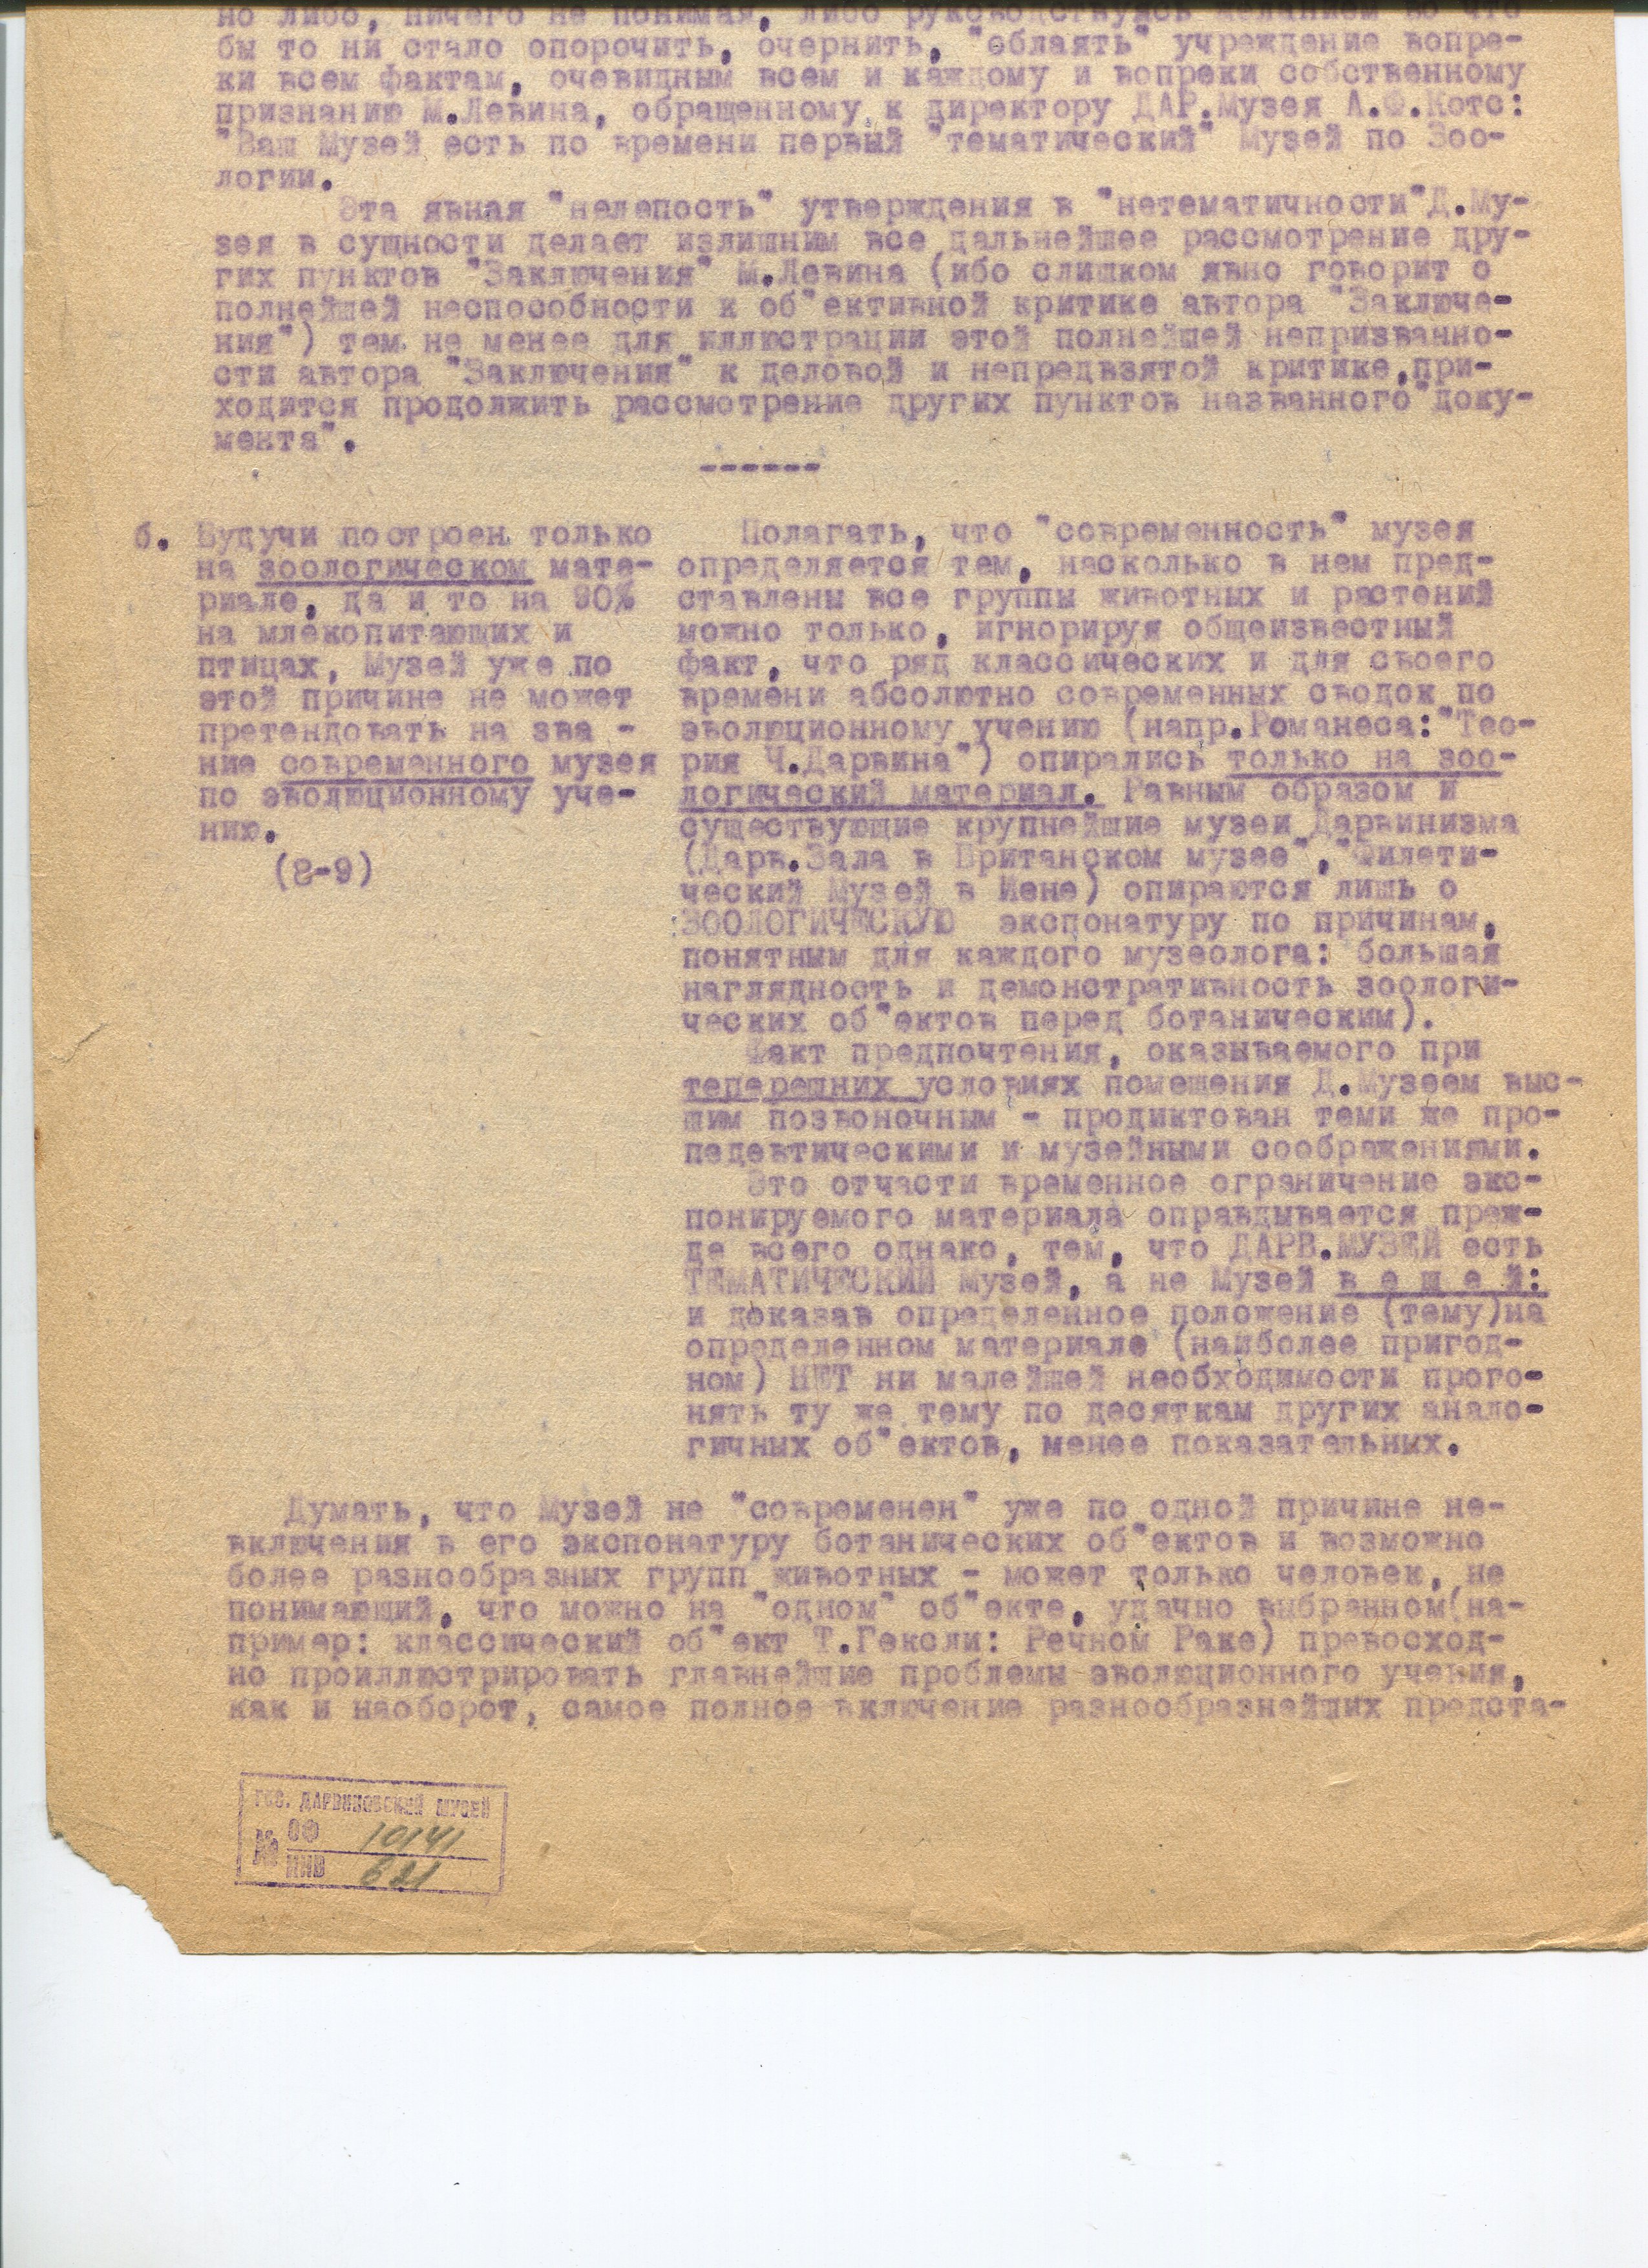 но либо, ничего не понимая, либо руководствуясь желанием во что
бы то ни стало опорочить, очернить, "облаять" учреждение вопре-
ки всем фактам, очевидным всем и каждому и вопреки собственному
признанию М.Левина, обращенному к директору ДАР.Музея А.Ф.Котс:
"Ваш Музей есть по времени первый "тематический" Музей по Зоо-
логии.
Эта явная "нелепость" утверждения в "нетематичности"Д.Му-
зея в сущности делает излишним все дальнейшее рассмотрение дру-
гих пунктов "Заключения" М.Левина (ибо слишком явно говорит о
полнейшей неспособности к об"ективной критике автора "Заключе-
ния") тем не менее для иллюстрации этой полнейшей непризванно-
сти автора "Заключения" к деловой и непредвзятой критике,при-
ходится продолжить рассмотрение других пунктов названного"доку-
мента".
------
б. Будучи построен только
на зоологическом мате-
риале, да и то на 90%
на млекопитающих и
птицах, Музей уже по
этой причине не может
претендовать на зва -
ние современного музея
по эволюционному уче-
нию.
(8-9)
Полагать, что "современность" музея
определяется тем, насколько в нем пред-
ставлены все группы животных и растений
можно только, игнорируя общеизвестный
факт, что ряд классических и для своего
времени абсолютно современных сводок по
эволюционному учению (напр.Романеса:"Тео-
рия Ч.Дарвина") опирались только на зоо-
логический материал. Равным образом и
существующие крупнейшие музеи Дарвинизма
(Дарв.Зала в Британском музее","Филети-
ческий Музей в Иене) опираются лишь о
ЗООЛОГИЧЕСКУЮ экспонатуру по причинам,
понятным для каждого музеолога: большая
наглядность и демонстративность зоологи-
ческих об"ектов перед ботаническим).
Факт предпочтения, оказываемого при
теперешних условиях помещения Д.Музеем выс-
шим позвоночным - продиктован теми же про-
педевтическими и музейными соображениями.
Это отчасти временное ограничение экс-
понируемого материала оправдывается преж-
де всего однако, тем, что ДАРВ.МУЗЕЙ есть
ТЕМАТИЧЕСКИЙ Музей, а не Музей в е щ е й:
и доказав определенное положение (тему)на
определенном материале (наиболее пригод-
ном) НЕТ ни малейшей необходимости прого-
нять ту же тему по десяткам других анало-
гичных об"ектов, менее показательных.
Думать, что Музей не "современен" уже по одной причине не-
включения в его экспонатуру ботанических об"ектов и возможно
более разнообразных групп животных - может только человек, не
понимающий, что можно на "одном" об"екте, удачно выбранном(на-
пример: классический об"ект Т.Гексли: Речном Раке) превосход-
но проиллюстрировать главнейшие проблемы эволюционного учения,
как и наоборот, самое полное включение разнообразнейших предста-
ГОС. ДАРВИНОВСКИЙ МУЗЕЙ
№ ОФ 10141
ИНВ 621